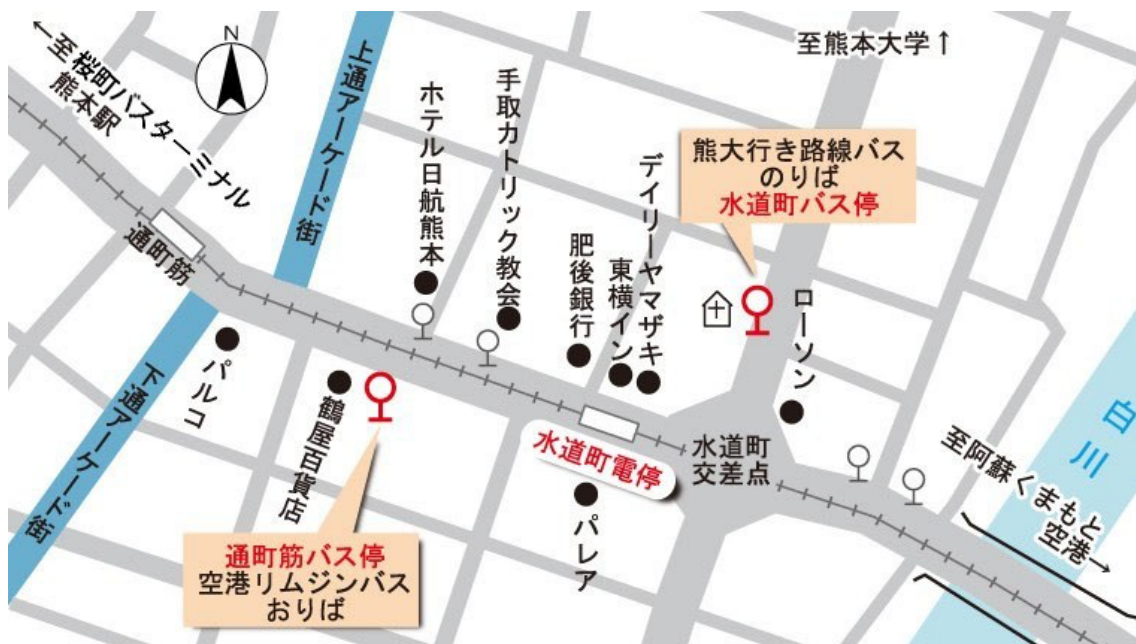 ←至桜町バスターミナル
熊本駅
N
上通アーケード街
ホテル日航熊本
手取カトリック教会
至熊本大学↑
熊大行き路線バス
のりば
水道町バス停
デイリーヤマザキ
東横イン
肥後銀行
ローソン
通町筋
パルコ
下通アーケード街
鶴屋百貨店
水道町電停
水道町
交差点
パレア
白川
至阿蘇くまもと
空港→
通町筋バス停
空港リムジンバス
おりば